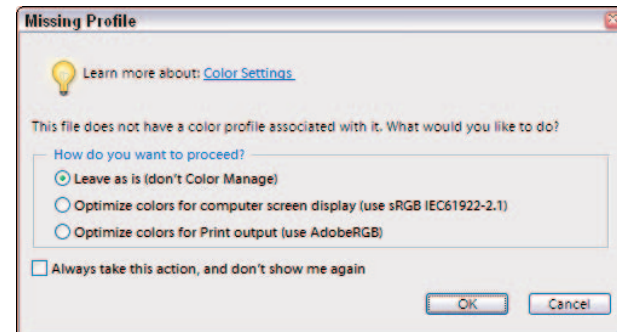 Missing Profile
Learn more about: Color Settings
This file does not have a color profile associated with it. What would you like to do?
How do you want to proceed?
Leave as is (don't Color Manage)
Optimize colors for computer screen display (use sRGB IEC61922-2.1)
Optimize colors for Print output (use AdobeRGB)
Always take this action, and don't show me again
OK Cancel